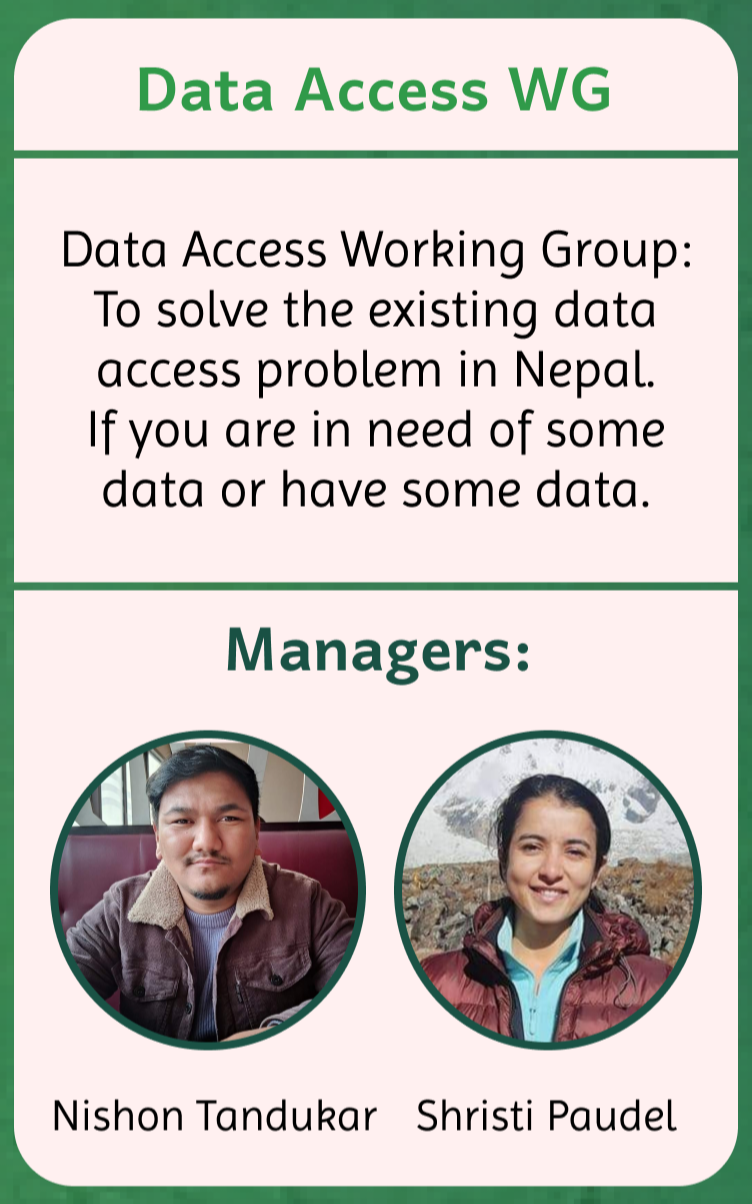 Data Access WG
Data Access Working Group:
To solve the existing data
access problem in Nepal.
If you are in need of some
data or have some data.
Managers:
Nishon Tandukar Shristi Paudel